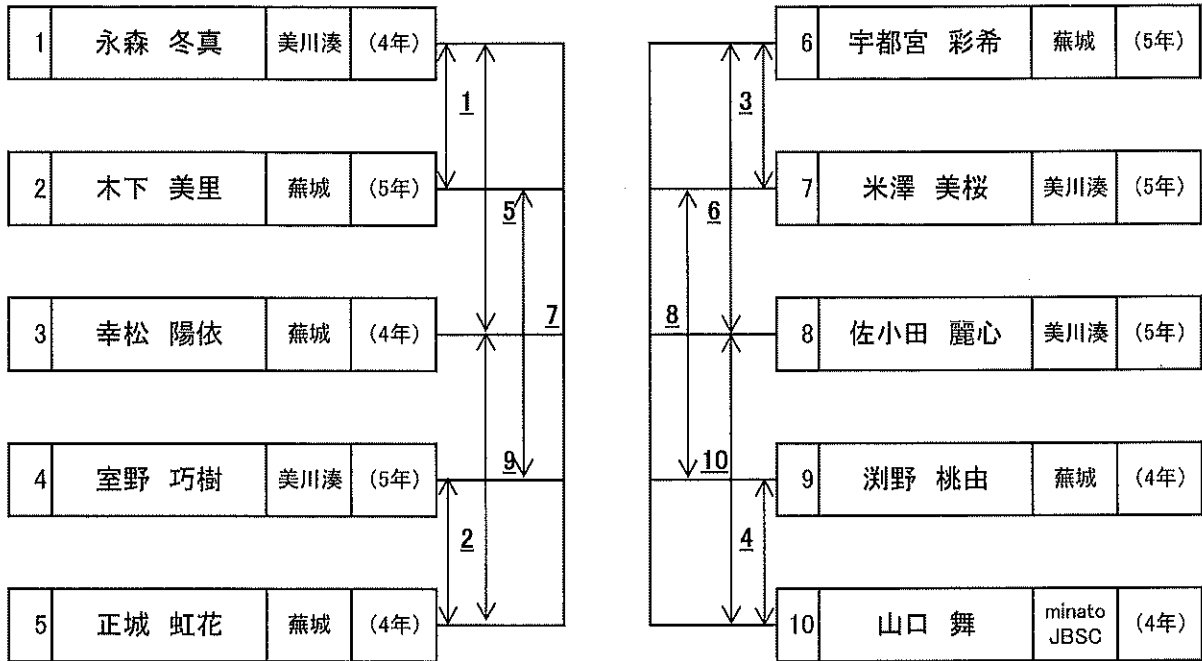 1 永森 冬真 美川湊 (4年)
2 木下 美里 蕪城 (5年)
3 幸松 陽依 蕪城 (4年)
4 室野 巧樹 美川湊 (5年)
5 正城 虹花 蕪城 (4年)
1
5
7
9
2
6 宇都宮 彩希 蕪城 (5年)
7 米澤 美桜 美川湊 (5年)
8 佐小田 麗心 美川湊 (5年)
9 渕野 桃由 蕪城 (4年)
10 山口 舞 minato JBSC (4年)
3
6
8
10
4